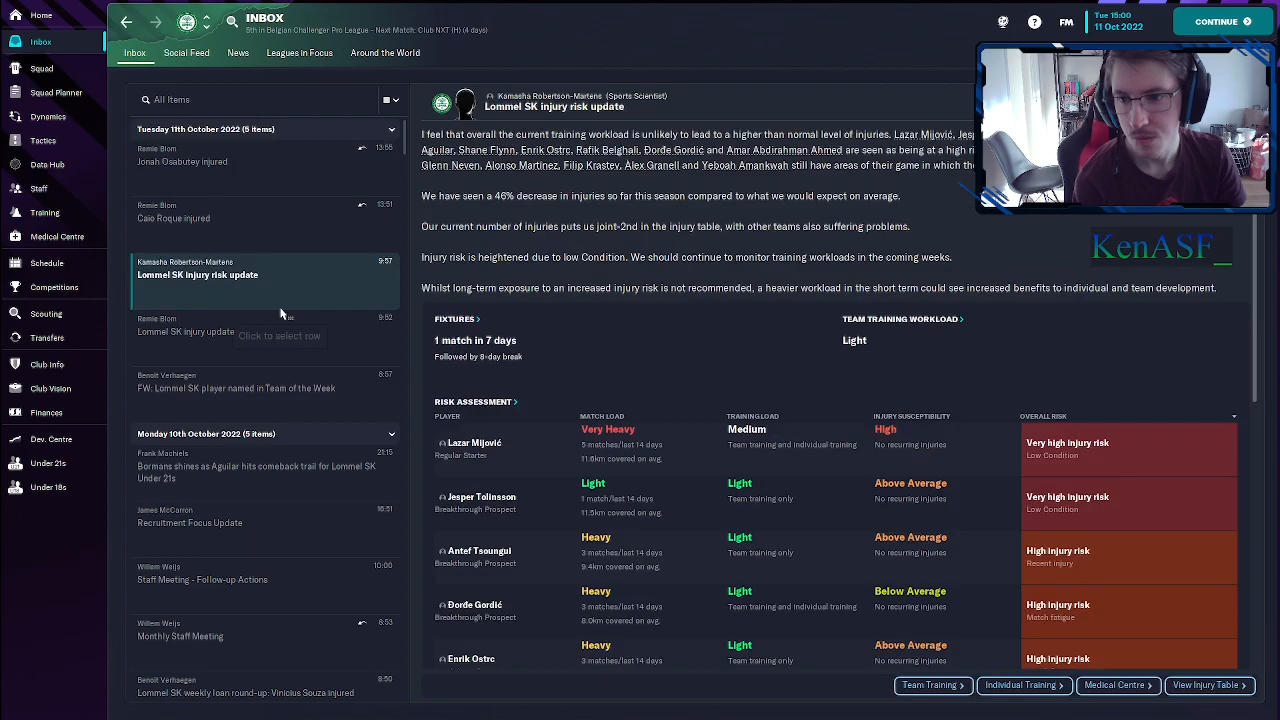 Home
Inbox
Squad
Squad Planner
Dynamics
Tactics
Data Hub
Staff
Training
Medical Centre
Schedule
Competitions
Scouting
Transfers
Club Info
Club Vision
Finances
Dev. Centre
Under 21s
Under 18s
INBOX
5th in Belgian Challenger Pro League - Next Match: Club NXT (H) (4 days)
FM
Tue 15:00
11 Oct 2022
CONTINUE
Inbox
Social Feed
News
Leagues in Focus
Around the World
All Items
Tuesday 11th October 2022 (5 items)
Remie Blom
13:55
Jonah Osabutey injured
Remie Blom
13:51
Caio Roque injured
Kamasha Robertson-Martens
9:57
Lommel SK injury risk update
Remie Blom
9:52
Lommel SK injury update
Click to select row
Benoît Verhaegen
8:57
FW: Lommel SK player named in Team of the Week
Monday 10th October 2022 (5 items)
Frank Machiels
21:15
Bormans shines as Aguilar hits comeback trail for Lommel SK
Under 21s
James McCarron
16:51
Recruitment Focus Update
Willem Weijs
10:00
Staff Meeting - Follow-up Actions
Willem Weijs
8:53
Monthly Staff Meeting
Benoît Verhaegen
8:50
Lommel SK weekly loan round-up: Vinicius Souza injured
Kamasha Robertson-Martens (Sports Scientist)
Lommel SK injury risk update
I feel that overall the current training workload is unlikely to lead to a higher than normal level of injuries. Lazar Mijović, Jesp
Aguilar, Shane Flynn, Enrik Ostrc, Rafik Belghali, Đorđe Gordić and Amar Abdirahman Ahmed are seen as being at a high r
Glenn Neven, Alonso Martínez, Filip Krastev, Álex Granell and Yeboah Amankwah still have areas of their game in which the
We have seen a 46% decrease in injuries so far this season compared to what we would expect on average.
Our current number of injuries puts us joint-2nd in the injury table, with other teams also suffering problems.
Injury risk is heightened due to low Condition. We should continue to monitor training workloads in the coming weeks.
Whilst long-term exposure to an increased injury risk is not recommended, a heavier workload in the short term could see increased benefits to individual and team development.
KenASF_
FIXTURES
TEAM TRAINING WORKLOAD
1 match in 7 days
Light
Followed by 8-day break
RISK ASSESSMENT
PLAYER
MATCH LOAD
TRAINING LOAD
INJURY SUSCEPTIBILITY
OVERALL RISK
Lazar Mijović
Regular Starter
Very Heavy
5 matches/last 14 days
11.6km covered on avg.
Medium
Team training and individual training
High
No recurring injuries
Very high injury risk
Low Condition
Jesper Tolinsson
Breakthrough Prospect
Light
1 match/last 14 days
11.5km covered on avg.
Light
Team training only
Above Average
No recurring injuries
Very high injury risk
Low Condition
Antef Tsoungui
Breakthrough Prospect
Heavy
3 matches/last 14 days
9.4km covered on avg.
Light
Team training only
Above Average
No recurring injuries
High injury risk
Recent injury
Đorđe Gordić
Breakthrough Prospect
Heavy
3 matches/last 14 days
8.0km covered on avg.
Light
Team training and individual training
Below Average
No recurring injuries
High injury risk
Match fatigue
Enrik Ostrc
Heavy
3 matches/last 14 days
Light
Team training only
Above Average
No recurring injuries
High injury risk
Team Training
Individual Training
Medical Centre
View Injury Table